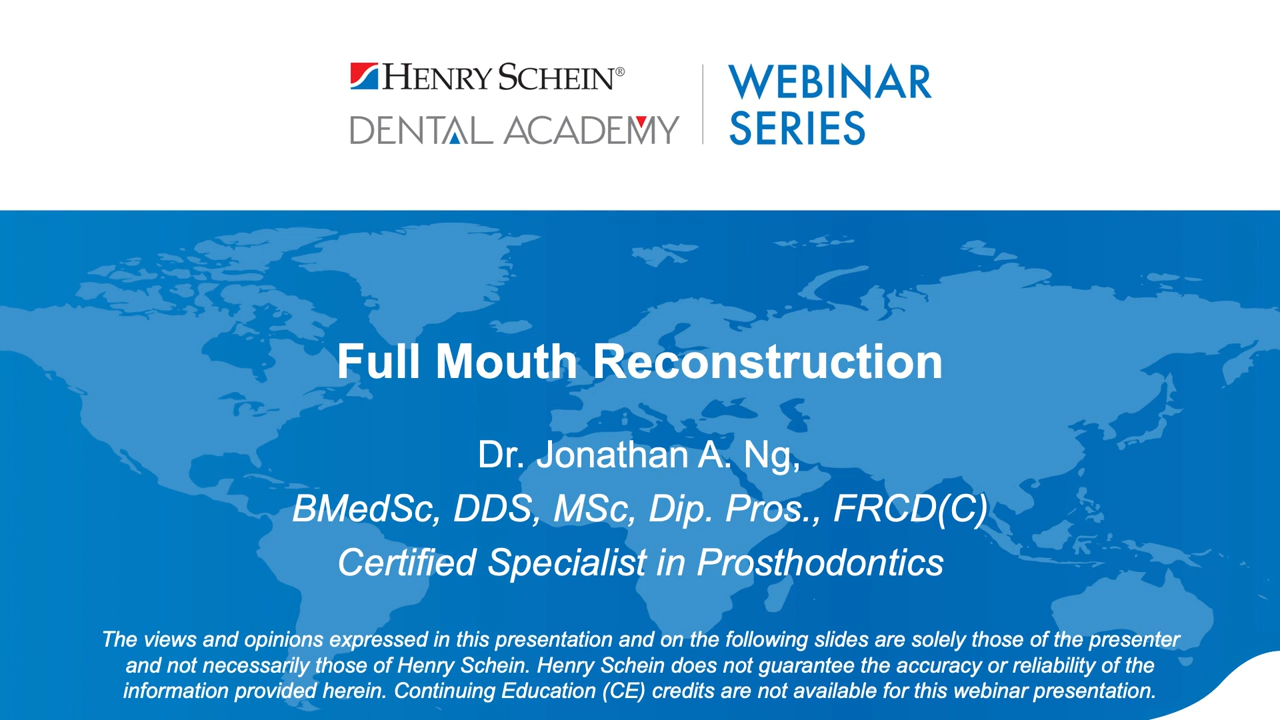 HENRY SCHEIN®
DENTAL ACADEMY
WEBINAR
SERIES
Full Mouth Reconstruction
Dr. Jonathan A. Ng,
BMedSc, DDS, MSc, Dip. Pros., FRCD(C)
Certified Specialist in Prosthodontics
The views and opinions expressed in this presentation and on the following slides are solely those of the presenter
and not necessarily those of Henry Schein. Henry Schein does not guarantee the accuracy or reliability of the
information provided herein. Continuing Education (CE) credits are not available for this webinar presentation.